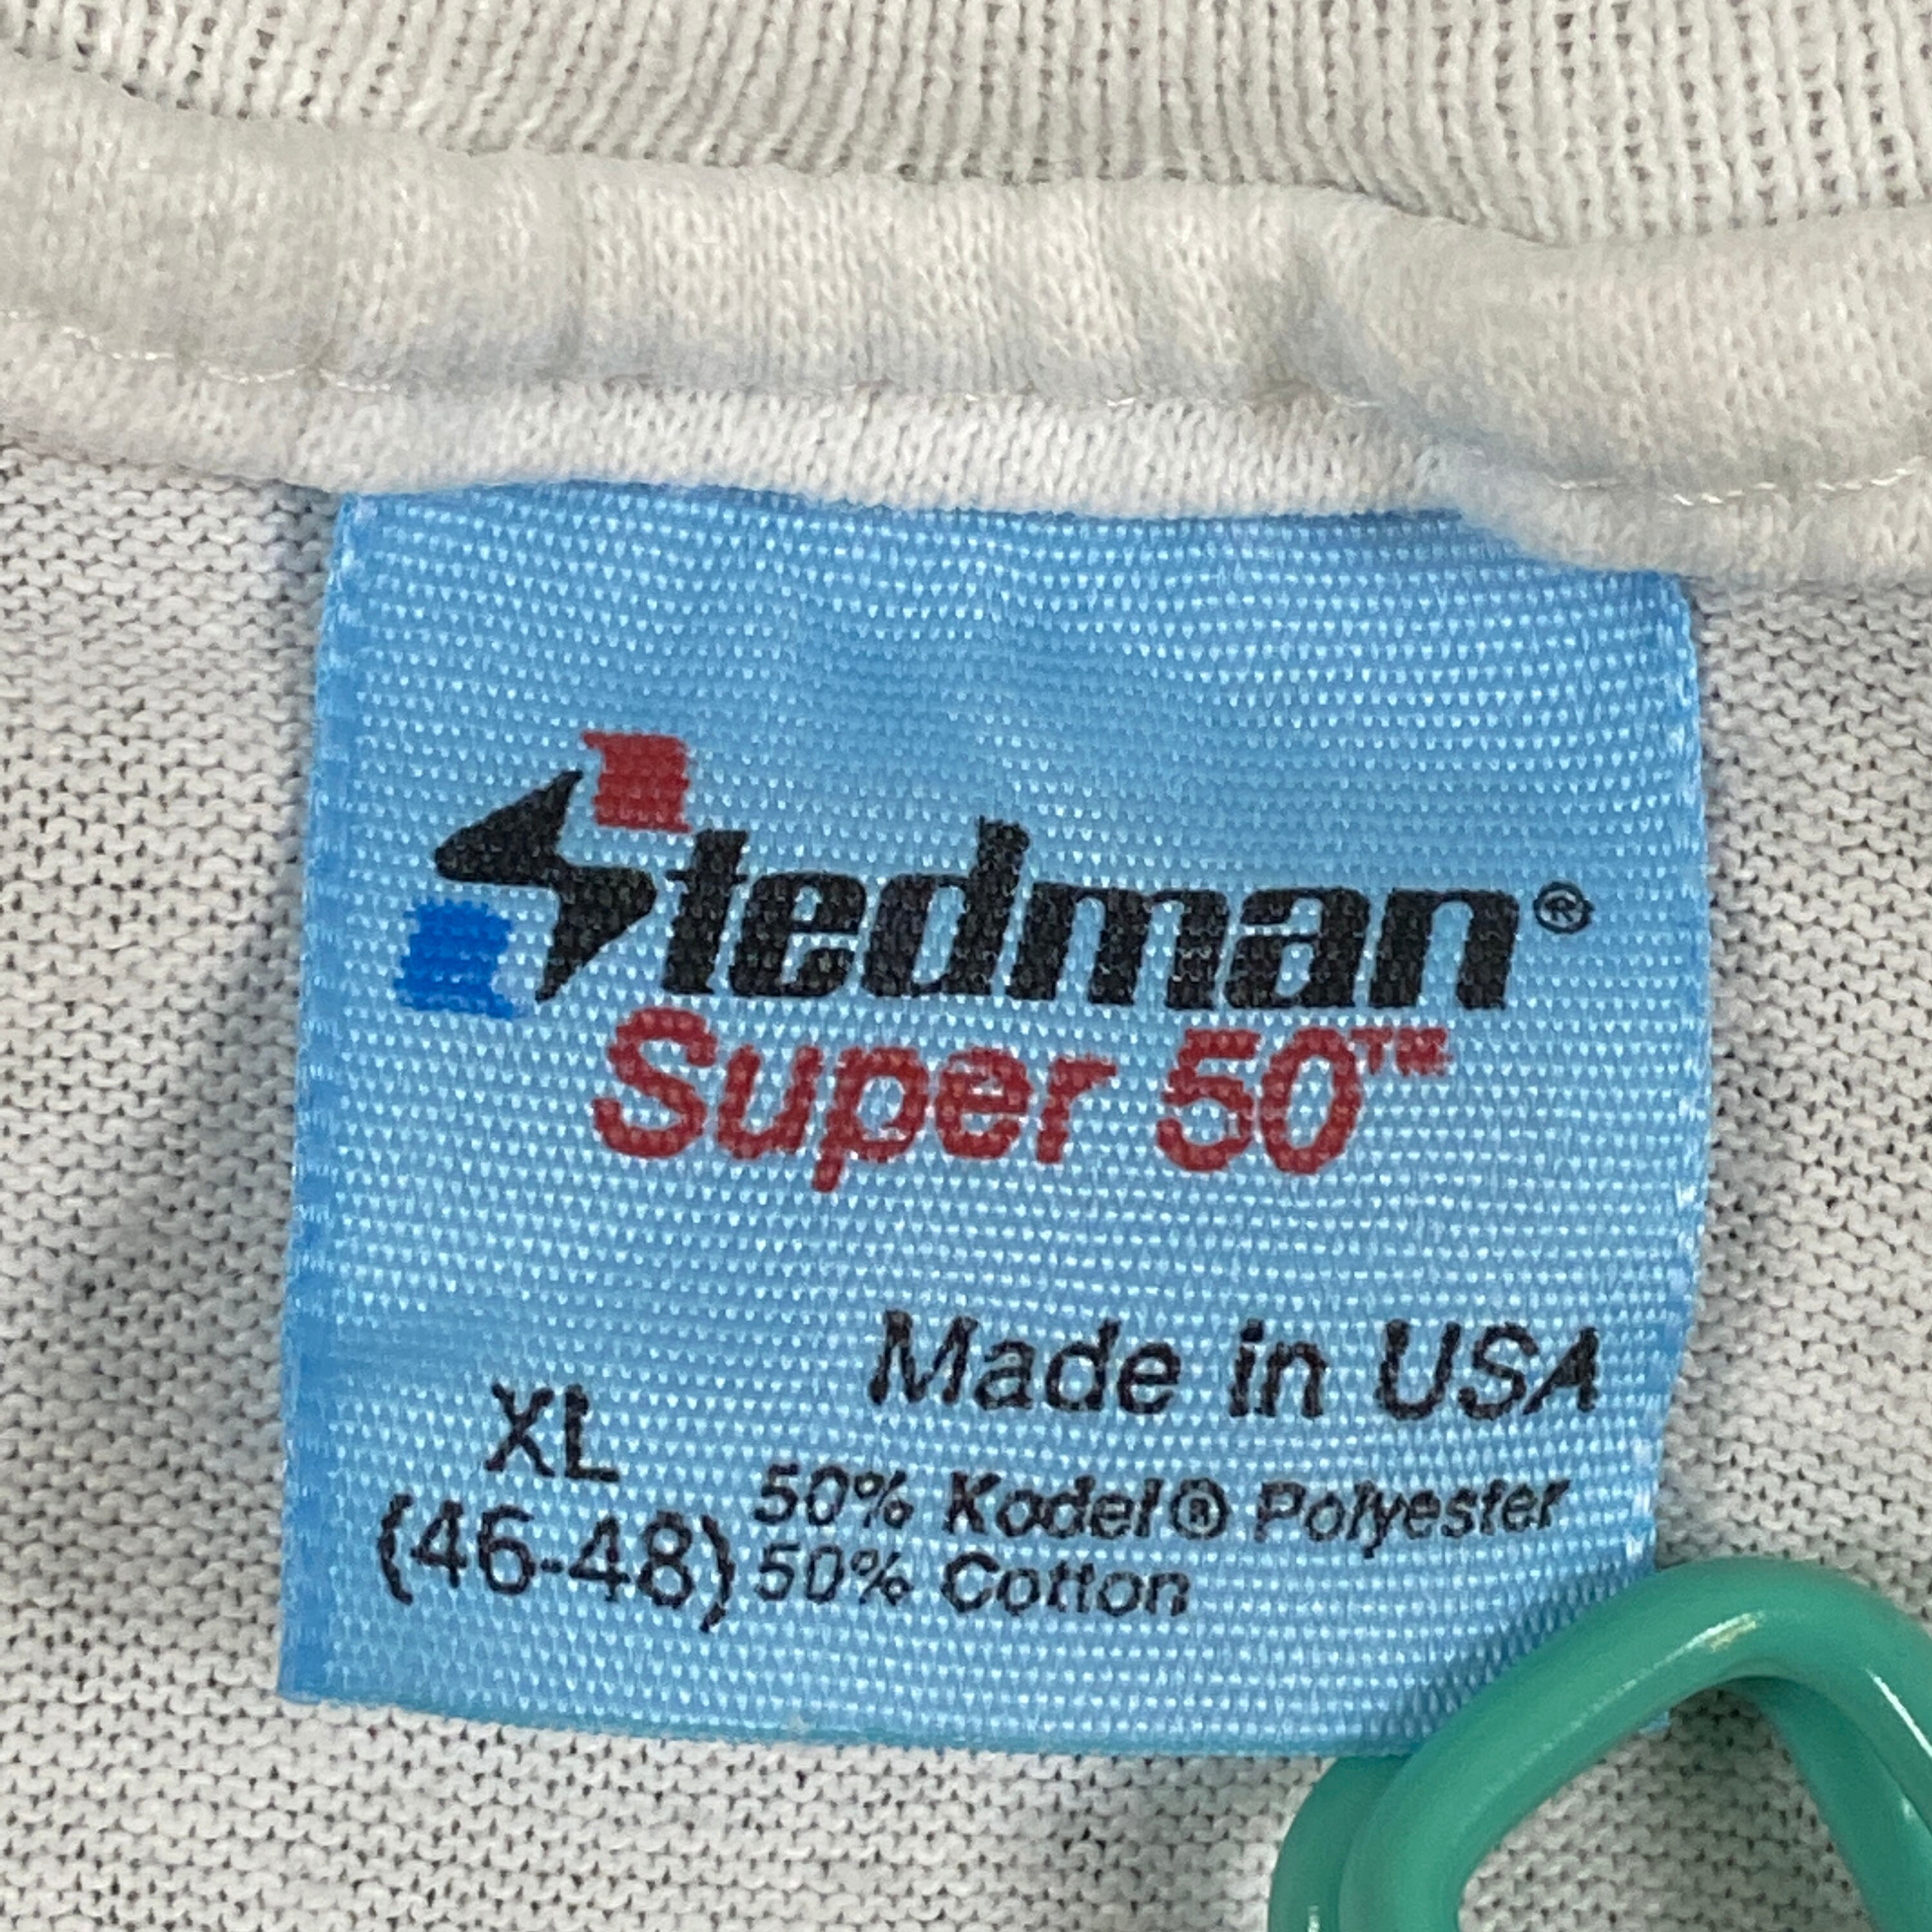 Stedman®
Super 50™
Made in USA
XL
(46-48)
50% Kodel® Polyester
50% Cotton